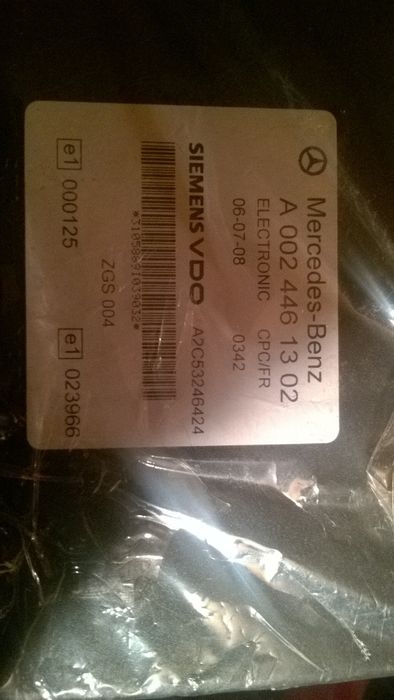 Mercedes-Benz
A 002 446 13 02
ELECTRONIC CPC/FR
06-07-08 0342
SIEMENS VDO A2C53246424
*31058691039032*
ZGS 004
e1 000125 e1 023966